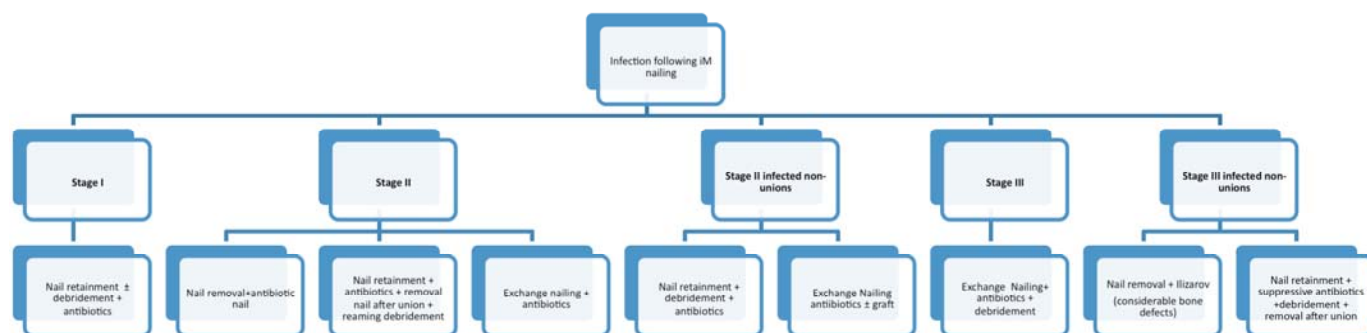 Infection following iM
nailing
Stage I
Stage II
Stage II infected non-
unions
Stage III
Stage III infected non-
unions
Nail retainment ±
debridement +
antibiotics
Nail removal+antibiotic
nail
Nail retainment +
antibiotics + removal
nail after union +
reaming debridement
Exchange nailing +
antibiotics
Nail retainment +
debridement +
antibiotics
Exchange Nailing
antiibiotics ± graft
Exchange Nailing+
antibiotics +
debridement
Nail removal + Ilizarov
(considerable bone
defects)
Nail retainment +
suppressive antibiotics
+debridement +
removal after union